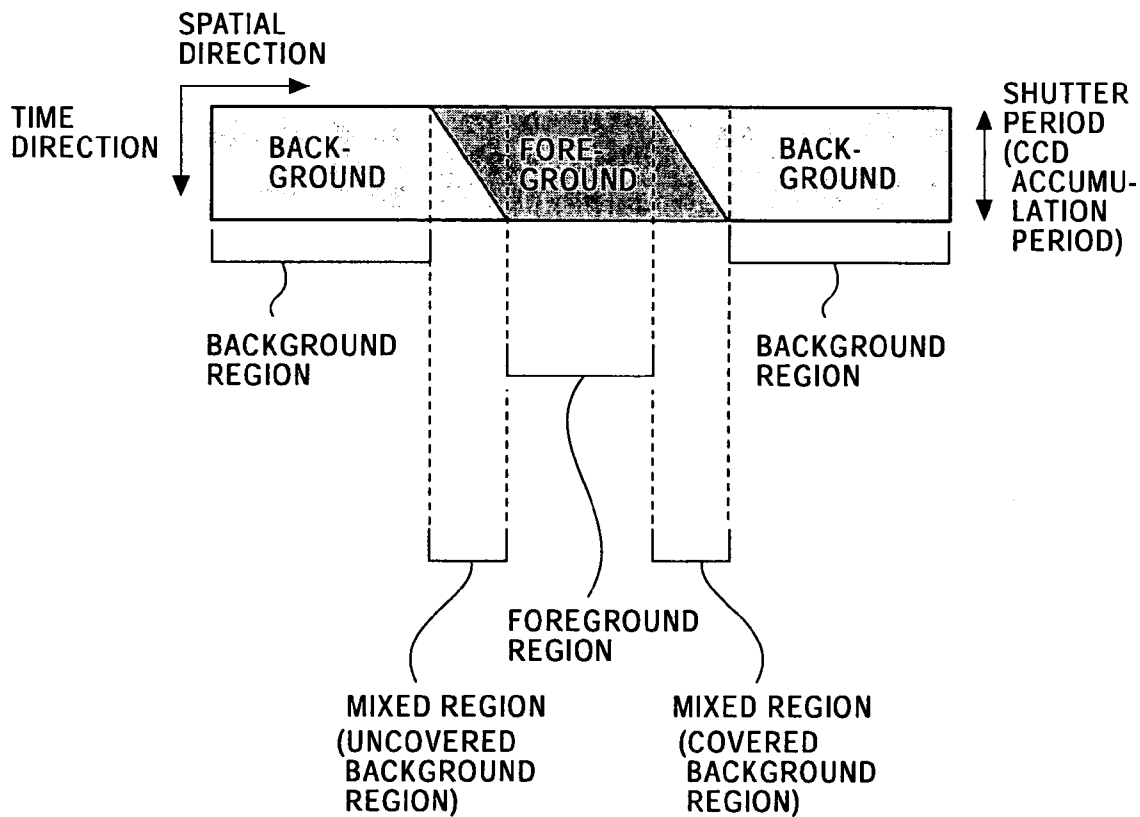 SPATIAL
DIRECTION
TIME
DIRECTION
BACK-
GROUND
FORE-
GROUND
BACK-
GROUND
SHUTTER
PERIOD
(CCD
ACCUMU-
LATION
PERIOD)
BACKGROUND
REGION
BACKGROUND
REGION
FOREGROUND
REGION
MIXED REGION
(UNCOVERED
BACKGROUND
REGION)
MIXED REGION
(COVERED
BACKGROUND
REGION)